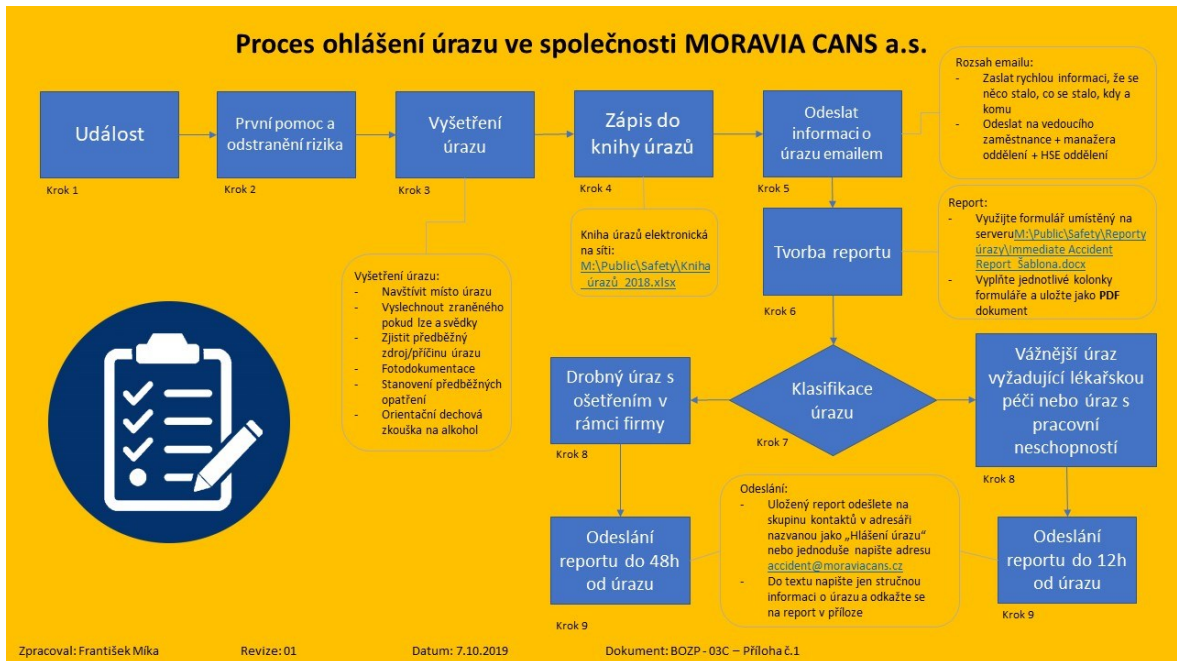 Proces ohlášení úrazu ve společnosti MORAVIA CANS a.s.
Událost
Krok 1
První pomoc a
odstranění rizika
Krok 2
Vyšetření
úrazu
Krok 3
Zápis do
knihy úrazů
Krok 4
Odeslat
informaci o
úrazu emailem
Krok 5
Rozsah emailu:
- Zaslat rychlou informaci, že se
něco stalo, co se stalo, kdy a
komu
- Odeslat na vedoucího
zaměstnance + manažera
oddělení + HSE oddělení
Vyšetření úrazu:
- Navštívit místo úrazu
- Vyslechnout zraněného
pokud lze a svědky
- Zjistit předběžný
zdroj/příčinu úrazu
- Fotodokumentace
- Stanovení předběžných
opatření
- Orientační dechová
zkouška na alkohol
Kniha úrazů elektronická
na síti:
M:\Public\Safety\Kniha
_úrazů_2018.xlsx
Tvorba reportu
Krok 6
Report:
- Využijte formulář umístěný na
serveruM:\Public\Safety\Reporty
úrazy\Immediate Accident
Report_Šablona.docx
- Vyplňte jednotlivé kolonky
formuláře a uložte jako PDF
dokument
Klasifikace
úrazu
Krok 7
Drobný úraz s
ošetřením v
rámci firmy
Krok 8
Vážnější úraz
vyžadující lékařskou
péči nebo úraz s
pracovní
neschopností
Krok 8
Odeslání
reportu do 48h
od úrazu
Krok 9
Odeslání:
- Uložený report odešlete na
skupinu kontaktů v adresáři
nazvanou jako „Hlášení úrazu“
nebo jednoduše napište adresu
accident@moraviacans.cz
- Do textu napište jen stručnou
informaci o úrazu a odkažte se
na report v příloze
Odeslání
reportu do 12h
od úrazu
Krok 9
Zpracoval: František Míka Revize: 01 Datum: 7.10.2019 Dokument: BOZP - 03C – Příloha č.1